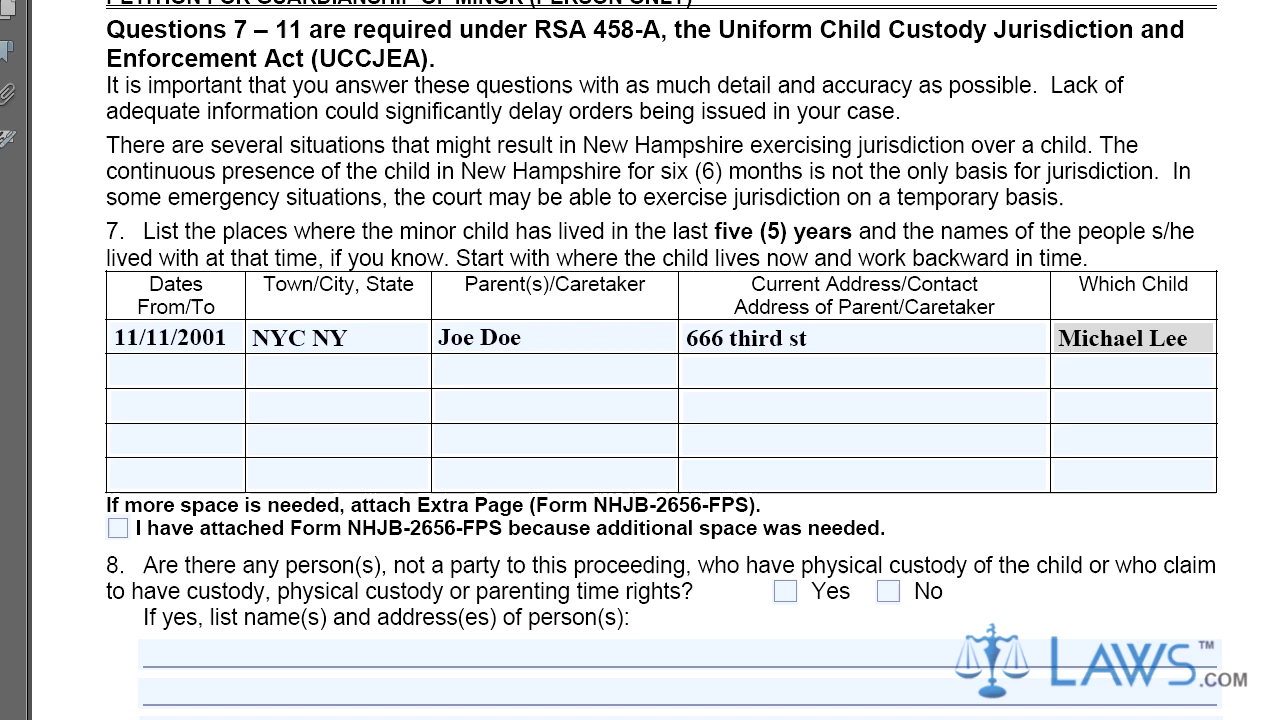 PETITION FOR GUARDIANSHIP OF MINOR (PERSON ONLY)
Questions 7 – 11 are required under RSA 458-A, the Uniform Child Custody Jurisdiction and
Enforcement Act (UCCJEA).
It is important that you answer these questions with as much detail and accuracy as possible. Lack of
adequate information could significantly delay orders being issued in your case.
There are several situations that might result in New Hampshire exercising jurisdiction over a child. The
continuous presence of the child in New Hampshire for six (6) months is not the only basis for jurisdiction. In
some emergency situations, the court may be able to exercise jurisdiction on a temporary basis.
7. List the places where the minor child has lived in the last five (5) years and the names of the people s/he
lived with at that time, if you know. Start with where the child lives now and work backward in time.
Dates Town/City, State Parent(s)/Caretaker Current Address/Contact Which Child
From/To Address of Parent/Caretaker
11/11/2001 NYC NY Joe Doe 666 third st Michael Lee
If more space is needed, attach Extra Page (Form NHJB-2656-FPS).
I have attached Form NHJB-2656-FPS because additional space was needed.
8. Are there any person(s), not a party to this proceeding, who have physical custody of the child or who claim
to have custody, physical custody or parenting time rights? Yes No
If yes, list name(s) and address(es) of person(s):
LAWS™.COM